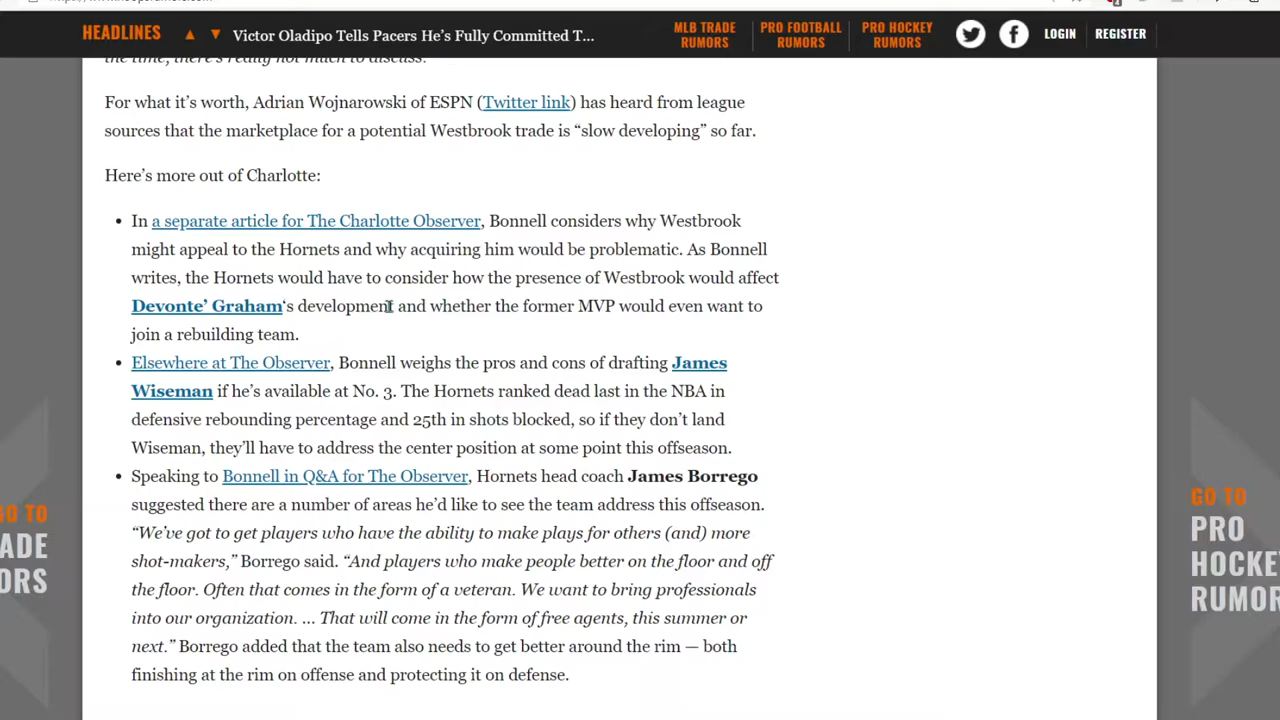 HEADLINES ▲ ▼ Victor Oladipo Tells Pacers He’s Fully Committed T...
MLB TRADE
RUMORS
PRO FOOTBALL
RUMORS
PRO HOCKEY
RUMORS
LOGIN
REGISTER
the time, there’s really not much to discuss.
For what it’s worth, Adrian Wojnarowski of ESPN (Twitter link) has heard from league
sources that the marketplace for a potential Westbrook trade is “slow developing” so far.
Here’s more out of Charlotte:
• In a separate article for The Charlotte Observer, Bonnell considers why Westbrook
might appeal to the Hornets and why acquiring him would be problematic. As Bonnell
writes, the Hornets would have to consider how the presence of Westbrook would affect
Devonte’ Graham‘s development and whether the former MVP would even want to
join a rebuilding team.
• Elsewhere at The Observer, Bonnell weighs the pros and cons of drafting James
Wiseman if he’s available at No. 3. The Hornets ranked dead last in the NBA in
defensive rebounding percentage and 25th in shots blocked, so if they don’t land
Wiseman, they’ll have to address the center position at some point this offseason.
• Speaking to Bonnell in Q&A for The Observer, Hornets head coach James Borrego
suggested there are a number of areas he’d like to see the team address this offseason.
“We’ve got to get players who have the ability to make plays for others (and) more
shot-makers,” Borrego said. “And players who make people better on the floor and off
the floor. Often that comes in the form of a veteran. We want to bring professionals
into our organization. … That will come in the form of free agents, this summer or
next.” Borrego added that the team also needs to get better around the rim — both
finishing at the rim on offense and protecting it on defense.
GO TO
ADE
ORS
GO TO
PRO
HOCKE
RUMOR